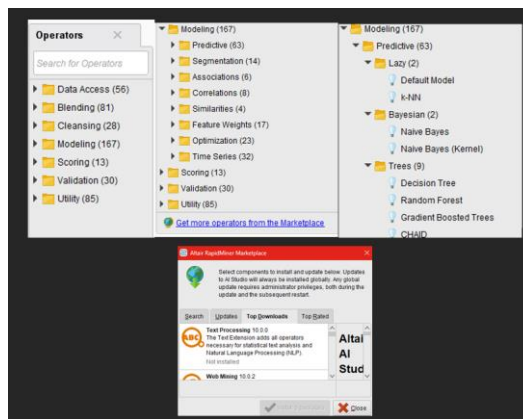 Operators
Search for Operators
Data Access (56)
Blending (81)
Cleansing (28)
Modeling (167)
Scoring (13)
Validation (30)
Utility (85)
Modeling (167)
Predictive (63)
Segmentation (14)
Associations (6)
Correlations (8)
Similarities (4)
Feature Weights (17)
Optimization (23)
Time Series (32)
Scoring (13)
Validation (30)
Utility (85)
Get more operators from the Marketplace
Modeling (167)
Predictive (63)
Lazy (2)
Default Model
k-NN
Bayesian (2)
Naive Bayes
Naive Bayes (Kernel)
Trees (9)
Decision Tree
Random Forest
Gradient Boosted Trees
CHAID
Altair RapidMiner Marketplace
Select components to install and update below. Updates
to AI Studio will always be installed globally. Any global
update requires administrator privileges, both during the
update and the subsequent restart.
Search Updates Top Downloads Top Rated
ABC
Text Processing 10.0.0
The Text Extension adds all operators
necessary for statistical text analysis and
Natural Language Processing (NLP).
Not installed
Web Mining 10.0.2
Altai
AI
Stud
Close